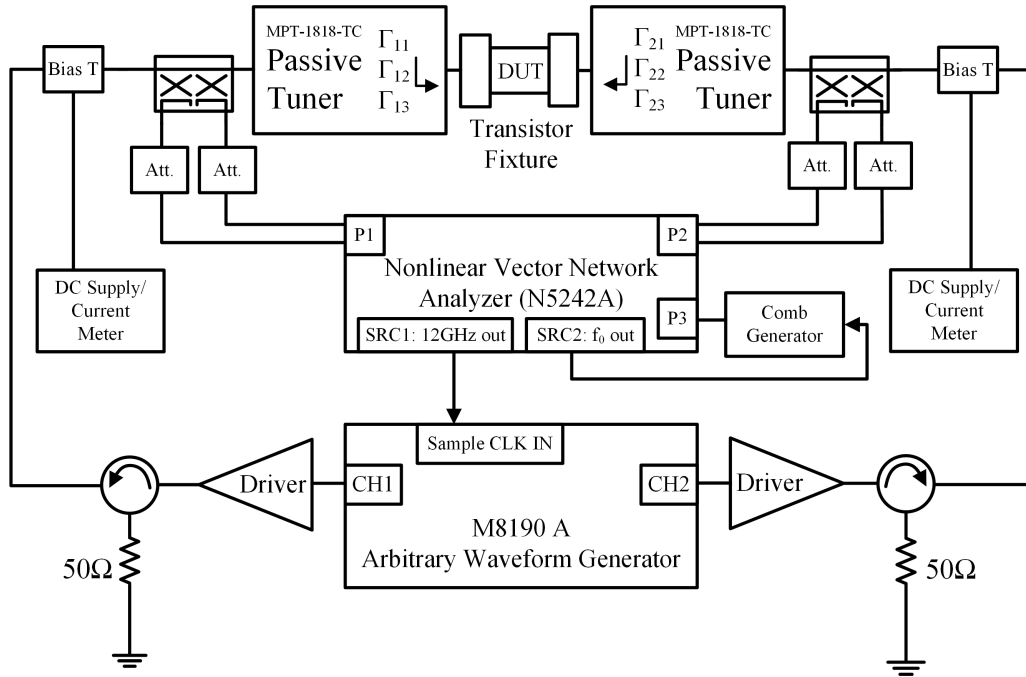 Bias T
MPT-1818-TC
Passive
Tuner
Γ11
Γ12
Γ13
DUT
Transistor
Fixture
Γ21
Γ22
Γ23
MPT-1818-TC
Passive
Tuner
Bias T
Att.
Att.
Att.
Att.
P1
P2
Nonlinear Vector Network
Analyzer (N5242A)
P3
SRC1: 12GHz out
SRC2: f0 out
Comb
Generator
DC Supply/
Current
Meter
DC Supply/
Current
Meter
Sample CLK IN
Driver
CH1
CH2
Driver
M8190 A
Arbitrary Waveform Generator
50Ω
50Ω